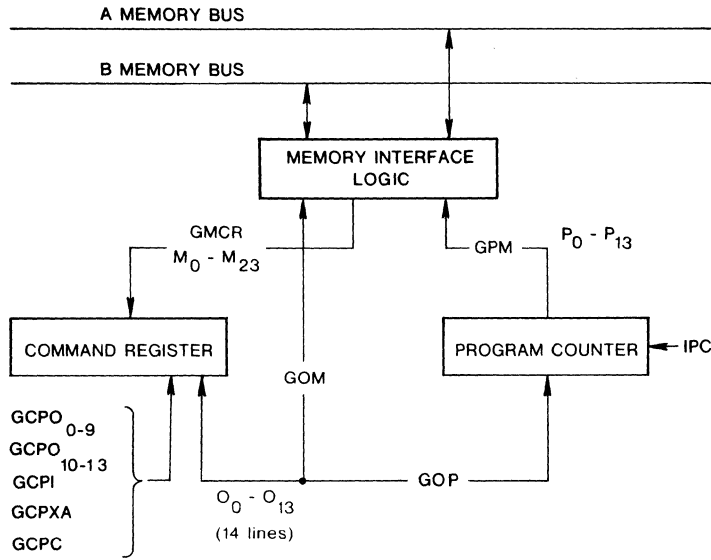 A MEMORY BUS
B MEMORY BUS
MEMORY INTERFACE
LOGIC
GMCR
M0 - M23
GPM
P0 - P13
COMMAND REGISTER
PROGRAM COUNTER
IPC
GOM
GCPO0-9
GCPO10-13
GCPI
GCPXA
GCPC
O0 - O13
(14 lines)
GOP